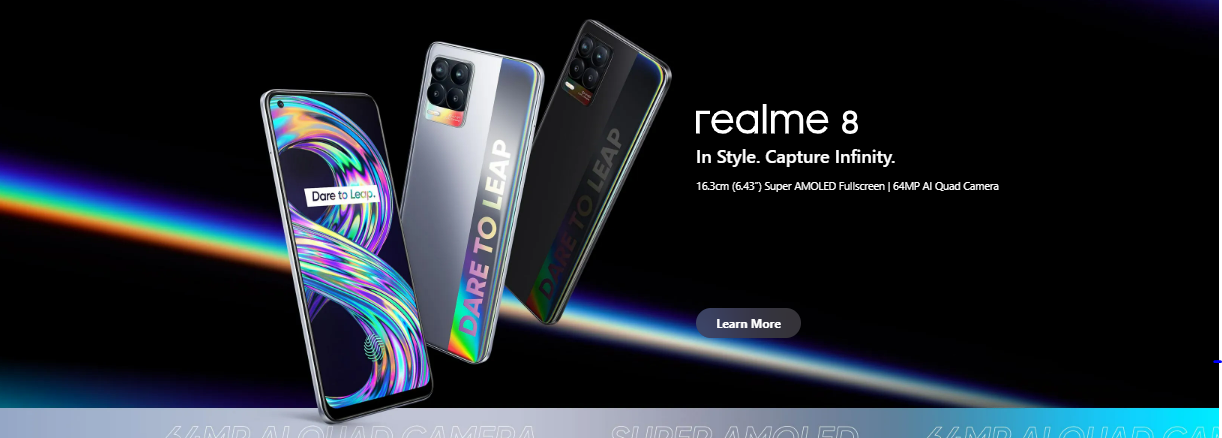 realme 8
In Style. Capture Infinity.
16.3cm (6.43") Super AMOLED Fullscreen | 64MP AI Quad Camera
Learn More
Dare to Leap.
DARE TO LEAP
DARE TO LEAP
64MP AI QUAD CAMERA SUPER AMOLED 64MP AI QUAD CAM